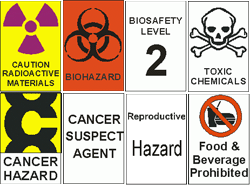 CAUTION
RADIOACTIVE
MATERIALS
BIOHAZARD
BIOSAFETY
LEVEL
2
TOXIC
CHEMICALS
CANCER
HAZARD
CANCER
SUSPECT
AGENT
Reproductive
Hazard
Food &
Beverage
Prohibited